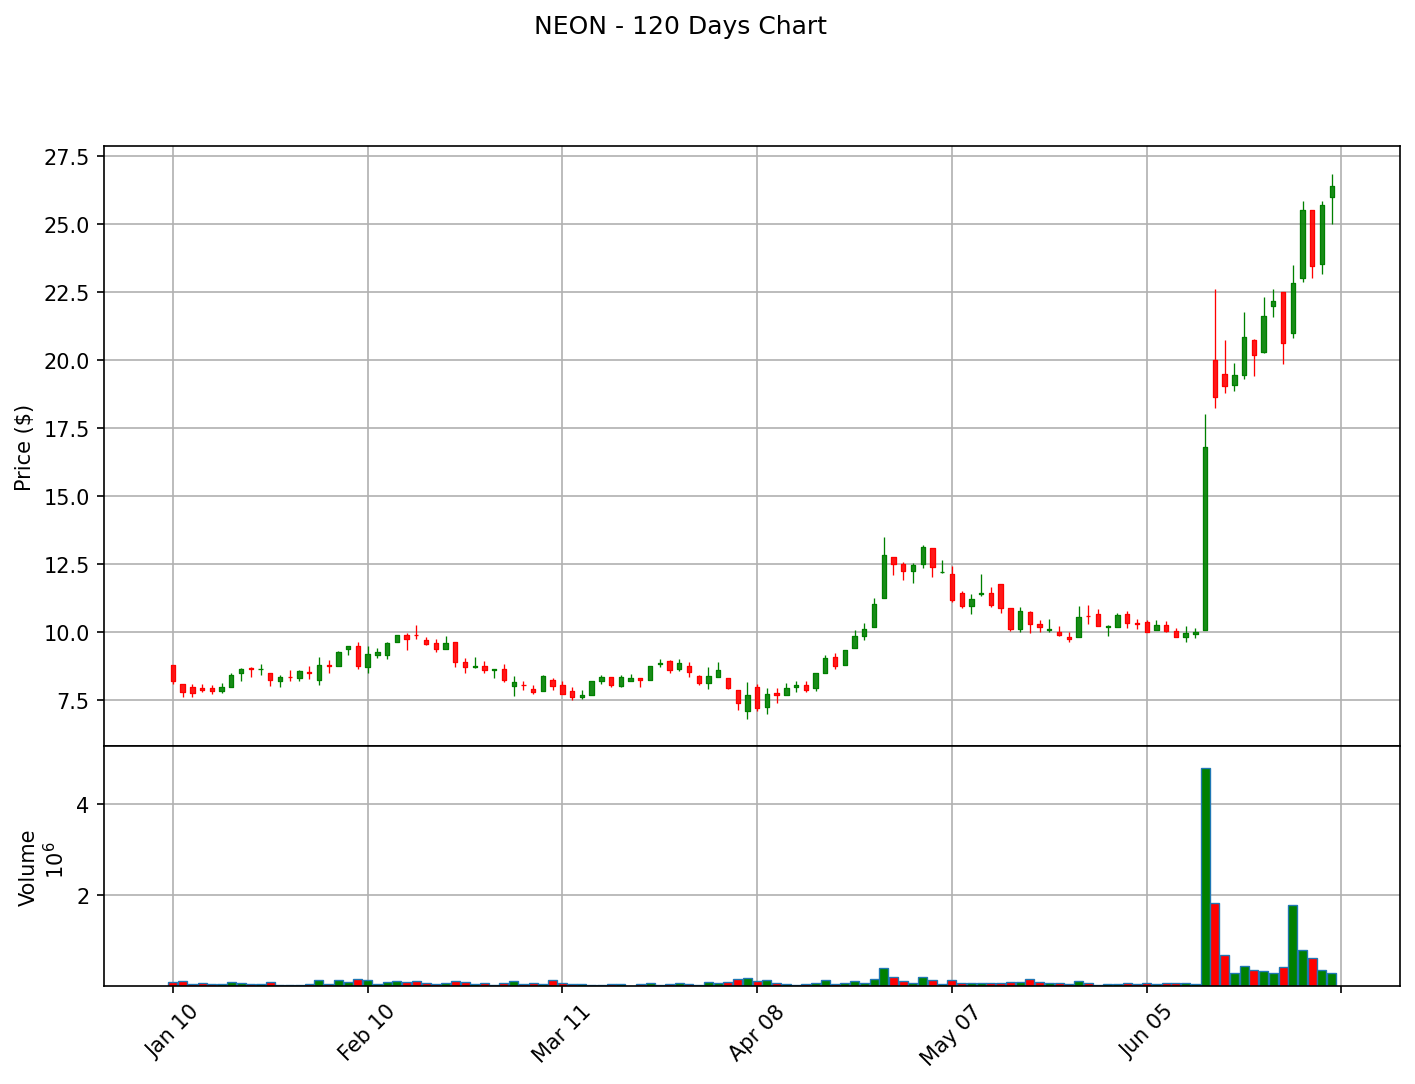 NEON - 120 Days Chart
27.5
25.0
22.5
20.0
17.5
15.0
12.5
10.0
7.5
Price ($)
4
2
Volume
10⁶
Jan 10
Feb 10
Mar 11
Apr 08
May 07
Jun 05